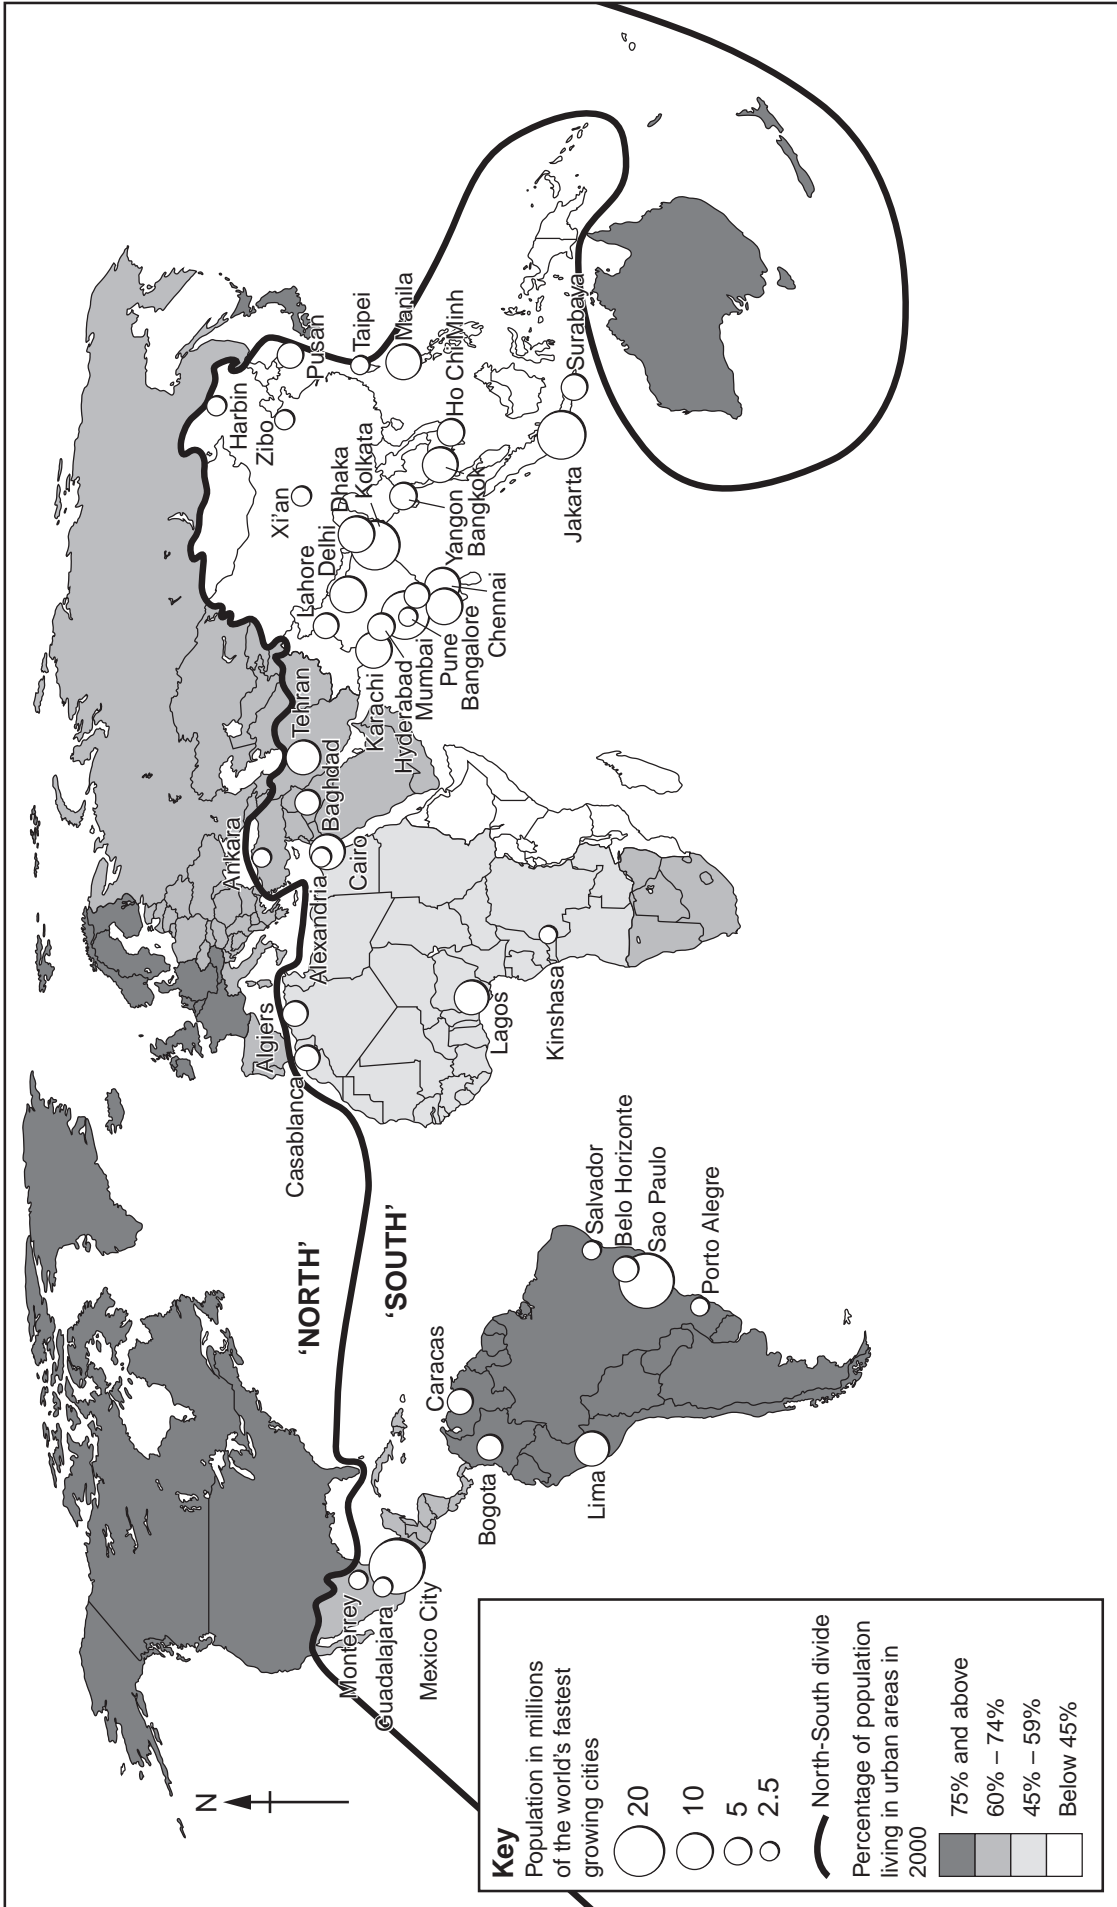 N
'NORTH'
'SOUTH'
Monterrey
Guadalajara
Mexico City
Bogota
Caracas
Lima
Salvador
Belo Horizonte
Sao Paulo
Porto Alegre
Casablanca
Algiers
Alexandria
Cairo
Ankara
Baghdad
Tehran
Lagos
Kinshasa
Karachi
Hyderabad
Mumbai
Pune
Bangalore
Chennai
Lahore
Delhi
Dhaka
Kolkata
Yangon
Bangkok
Xi'an
Zibo
Harbin
Pusan
Taipei
Manila
Ho Chi Minh
Jakarta
Surabaya
Key
Population in millions
of the world's fastest
growing cities
20
10
5
2.5
North-South divide
Percentage of population
living in urban areas in
2000
75% and above
60% – 74%
45% – 59%
Below 45%